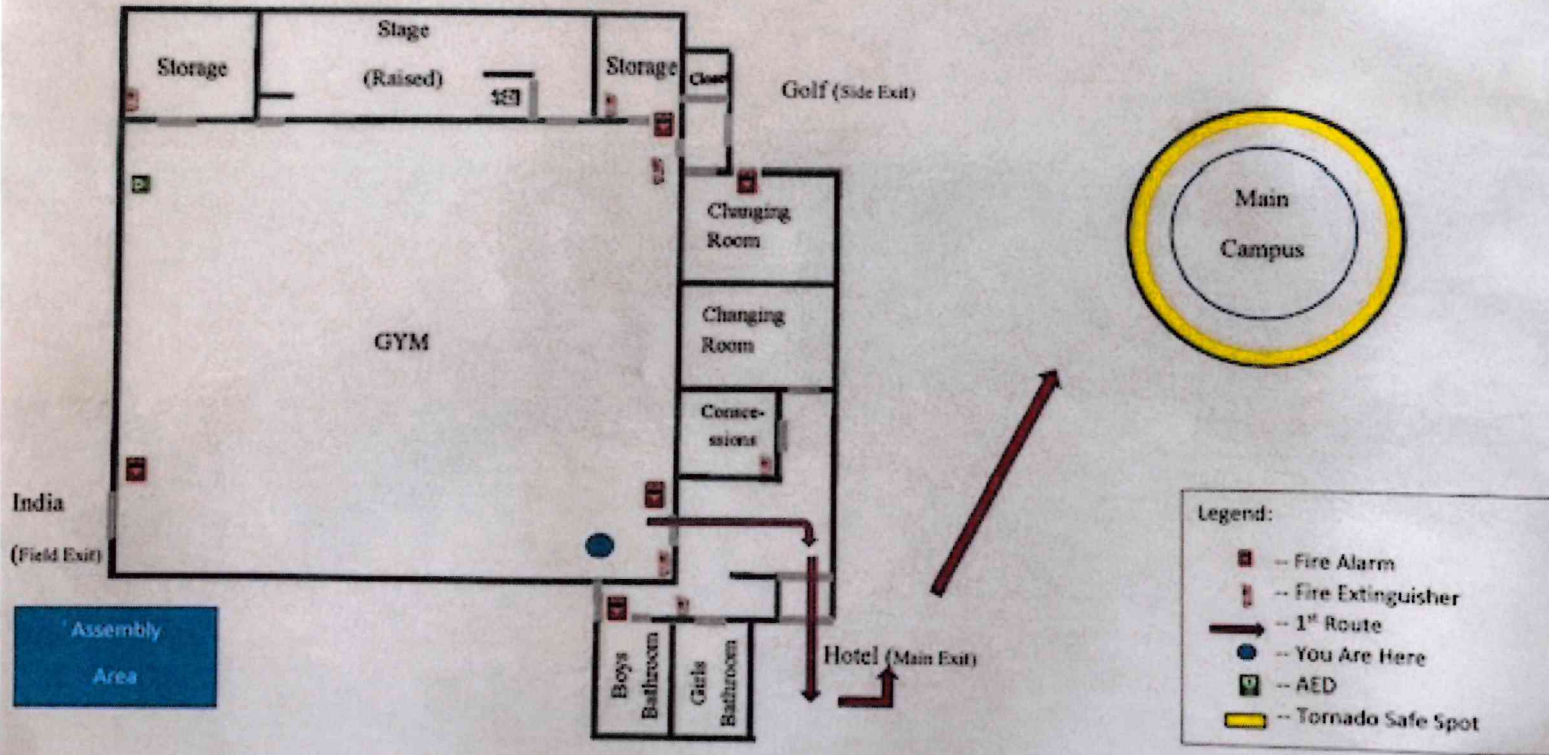 Storage
Stage
(Raised)
Storage
Closet
Golf (Side Exit)
Main
Campus
Changing
Room
Changing
Room
GYM
Conce-
ssions
India
(Field Exit)
Assembly
Area
Boys
Bathroom
Girls
Bathroom
Hotel (Main Exit)
Legend:
-- Fire Alarm
-- Fire Extinguisher
-- 1st Route
-- You Are Here
-- AED
-- Tornado Safe Spot